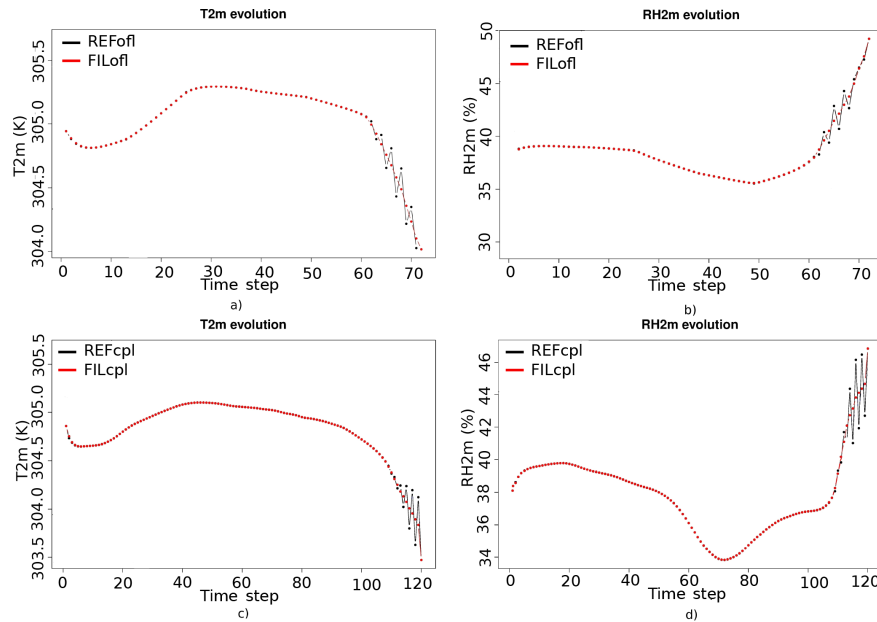 T2m evolution
REFofl
FILofl
T2m (K)
305.5
305.0
304.5
304.0
0 10 20 30 40 50 60 70
Time step
a)
RH2m evolution
REFofl
FILofl
RH2m (%)
50
45
40
35
30
0 10 20 30 40 50 60 70
Time step
b)
T2m evolution
REFcpl
FILcpl
T2m (K)
305.5
305.0
304.5
304.0
303.5
0 20 40 60 80 100 120
Time step
c)
RH2m evolution
REFcpl
FILcpl
RH2m (%)
46
44
42
40
38
36
34
0 20 40 60 80 100 120
Time step
d)